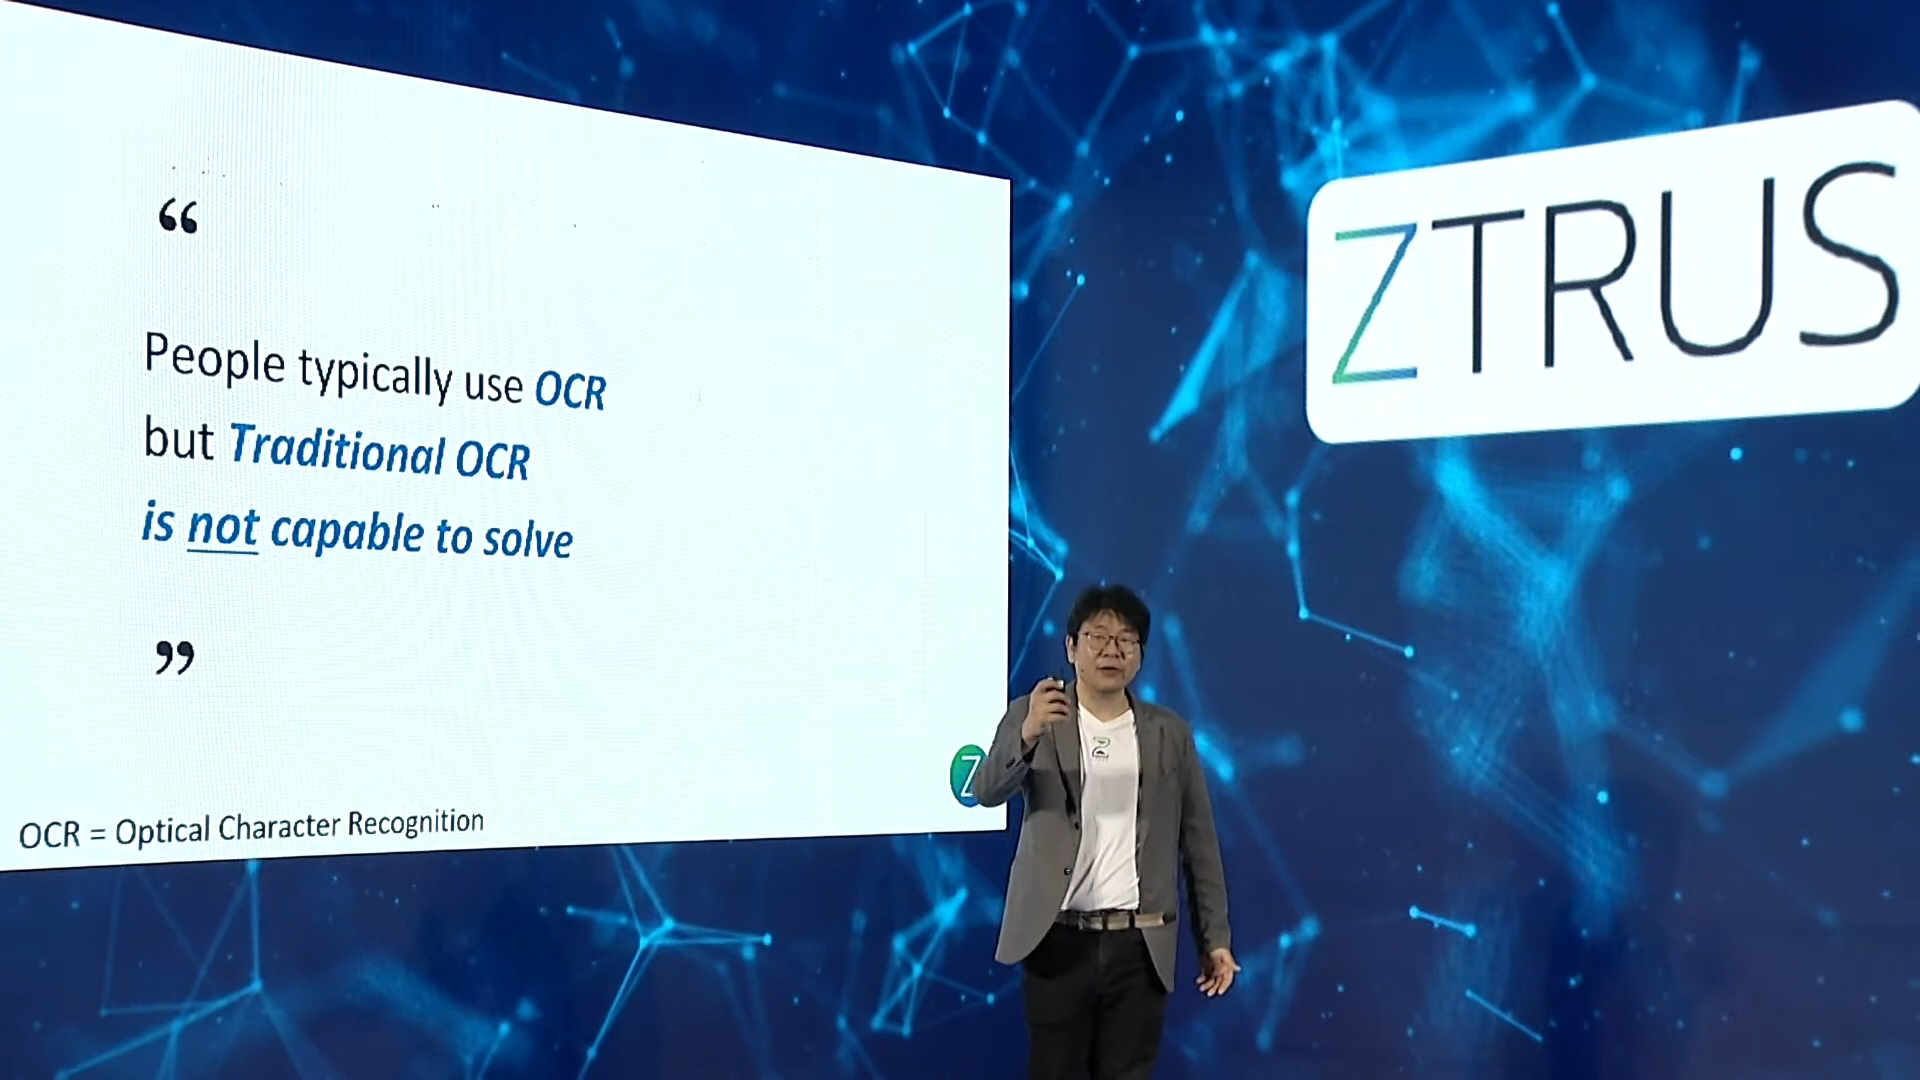 “
People typically use OCR
but Traditional OCR
is not capable to solve
”
OCR = Optical Character Recognition
Z
ZTRUS